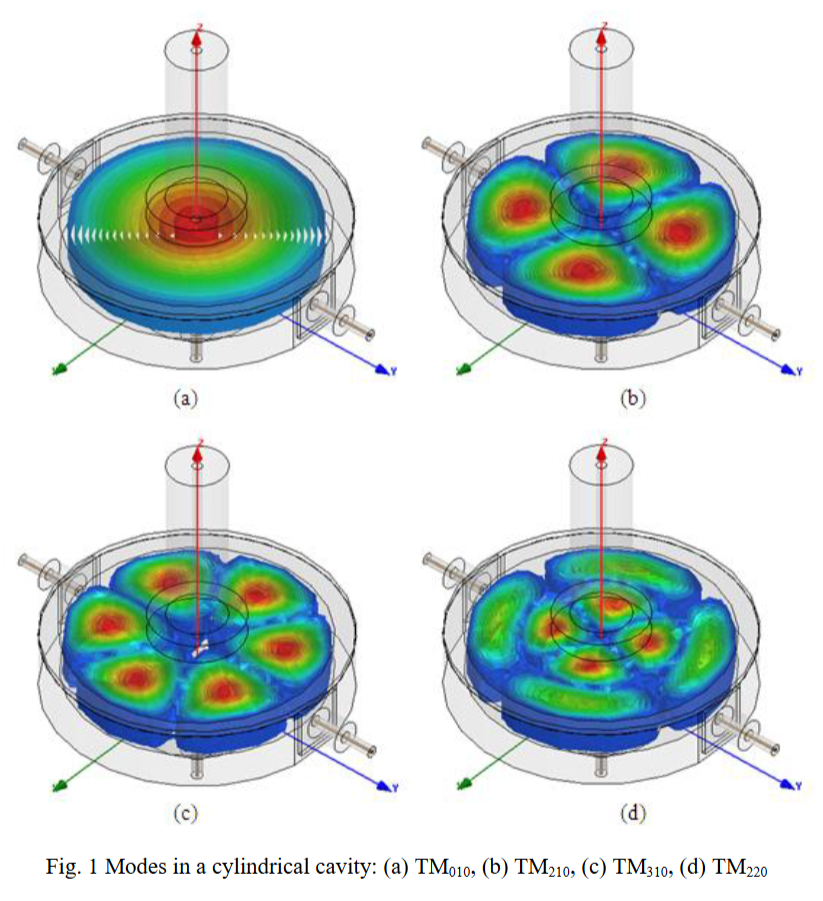 Z
Z
Y
Y
(a)
(b)
Z
Z
Y
Y
(c)
(d)
Fig. 1 Modes in a cylindrical cavity: (a) TM₀₁₀, (b) TM₂₁₀, (c) TM₃₁₀, (d) TM₂₂₀